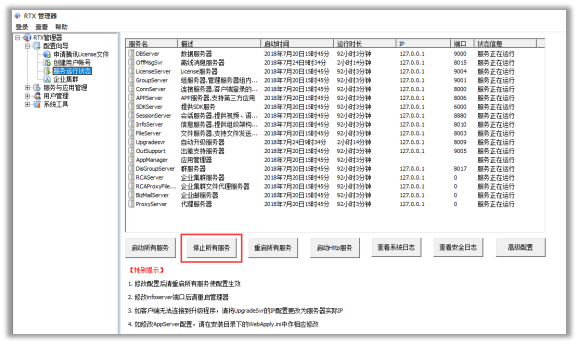 RTX 管理器
登录 查看 帮助
RTX管理器
配置向导
申请腾讯License文件
创建用户帐号
服务运行状态
企业集群
服务与应用管理
用户管理
系统工具
服务名 描述 启动时间 运行时长 IP 端口 状态信息
DBServer 数据服务器 2018年7月20日15时45分 92小时3分钟 127.0.0.1 9000 服务正在运行
OffMsgSvr 离线消息服务器 2018年7月24日9时34分 2小时14分钟 127.0.0.1 8015 服务正在运行
LicenseServer License服务器 2018年7月20日15时45分 92小时3分钟 127.0.0.1 9004 服务正在运行
GroupServer 组服务器,管理服务器组内... 2018年7月20日15时45分 92小时3分钟 127.0.0.1 9001 服务正在运行
ConnServer 连接服务器,客户端登录的... 2018年7月20日15时45分 92小时3分钟 127.0.0.1 8000 服务正在运行
APPServer APP服务器,支持第三方应用 2018年7月20日15时45分 92小时3分钟 127.0.0.1 8006 服务正在运行
SDKServer 提供SDK服务 2018年7月20日15时45分 92小时3分钟 127.0.0.1 6000 服务正在运行
SessionServer 会话服务器,提供视频、语... 2018年7月20日15时45分 92小时3分钟 127.0.0.1 8880 服务正在运行
InfoServer 信息服务器,提供组织架构... 2018年7月20日15时45分 92小时3分钟 127.0.0.1 8010 服务正在运行
FileServer 文件服务器,支持文件发送... 2018年7月20日15时45分 92小时3分钟 127.0.0.1 8003 服务正在运行
Upgradesvr 自动升级服务器 2018年7月24日9时34分 2小时14分钟 127.0.0.1 8009 服务正在运行
OutSupport 出差支持服务器 2018年7月20日15时45分 92小时3分钟 127.0.0.1 9005 服务正在运行
AppManager 应用管理器 2018年7月20日15时45分 92小时3分钟 127.0.0.1 服务正在运行
DisGroupServer 群服务器 2018年7月20日15时45分 92小时3分钟 127.0.0.1 8017 服务正在运行
RCAServer 企业集群服务器 2018年7月20日15时45分 92小时3分钟 127.0.0.1 0 服务正在运行
RCAProxyFile... 企业集群文件代理服务器 2018年7月20日15时45分 92小时3分钟 127.0.0.1 0 服务正在运行
BizMailServer 企业邮服务器 2018年7月20日15时45分 92小时3分钟 127.0.0.1 0 服务正在运行
ProxyServer 代理服务器 2018年7月20日15时45分 92小时3分钟 127.0.0.1 0 服务正在运行
启动所有服务 停止所有服务 重启所有服务 启动Http服务 查看系统日志 查看安全日志 高级配置
【特别提示】
1. 修改配置后请重启所有服务使配置生效
2. 修改Infoserver端口后请重启管理器
3. 如客户端无法连接到升级程序，请将UpgradeSvr的IP配置更改为服务器实际IP
4. 如修改AppServer配置，请在安装目录下的WebApply.ini中作相应修改